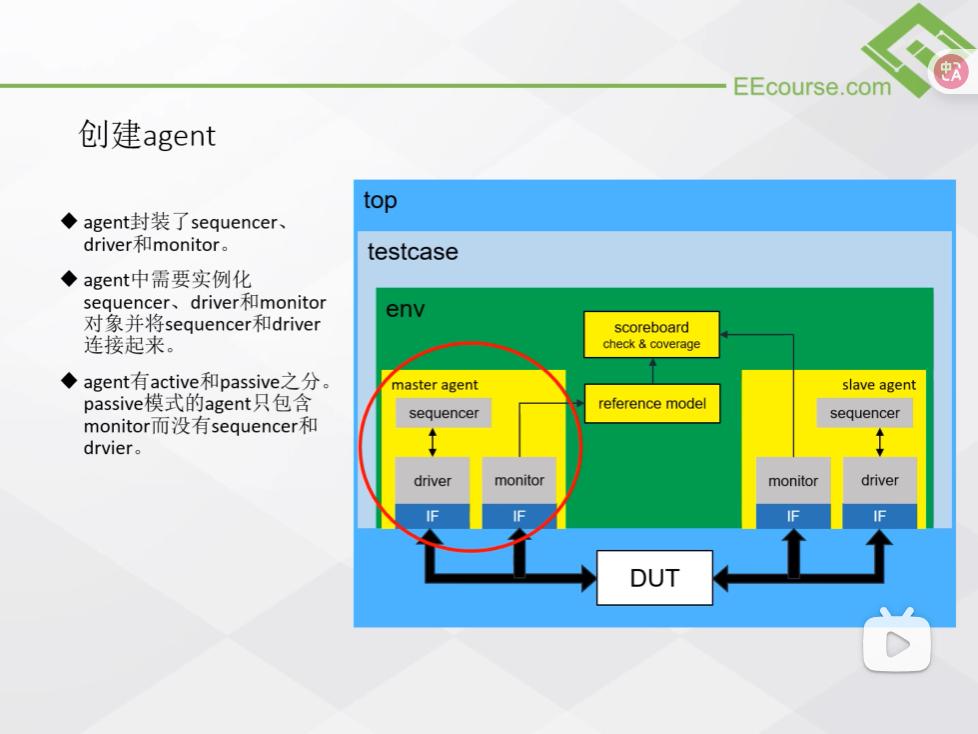 EEcourse.com
中A
创建agent
◆ agent封装了sequencer、
driver和monitor。
◆ agent中需要实例化
sequencer、driver和monitor
对象并将sequencer和driver
连接起来。
◆ agent有active和passive之分。
passive模式的agent只包含
monitor而没有sequencer和
drvier。
top
testcase
env
scoreboard
check & coverage
master agent
slave agent
sequencer
reference model
sequencer
driver
monitor
monitor
driver
IF
IF
IF
IF
DUT